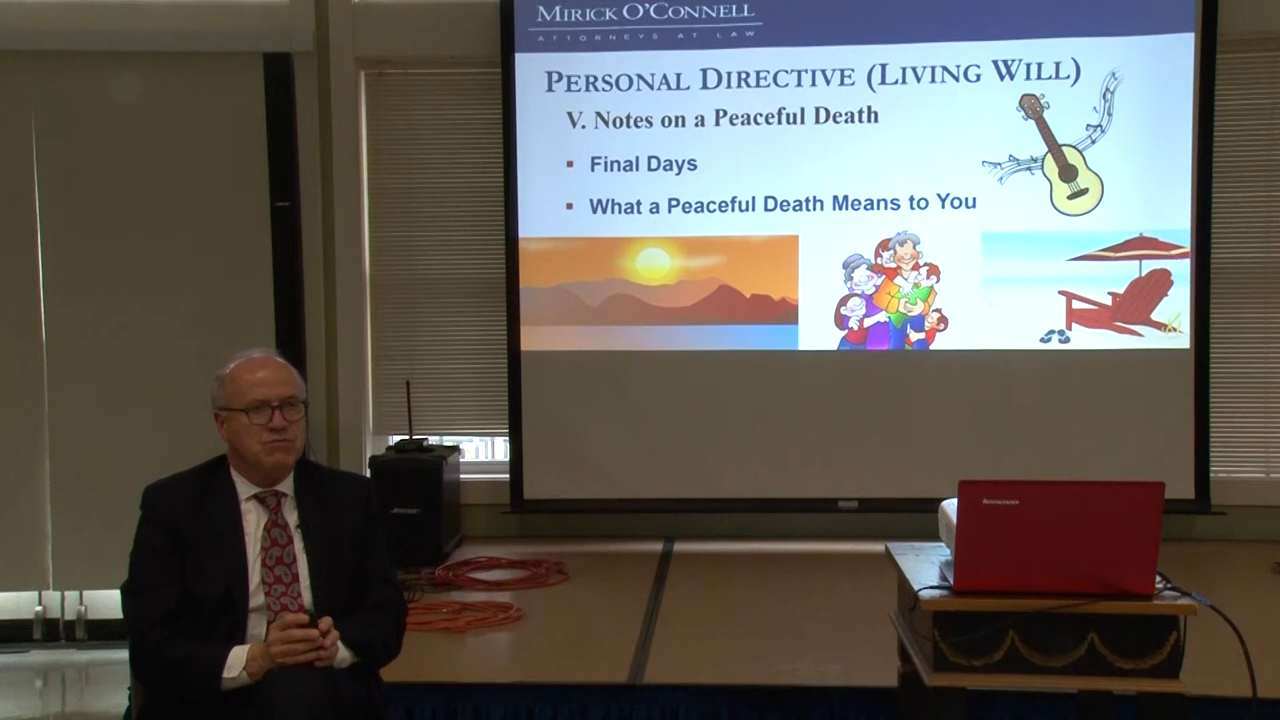 MIRICK O'CONNELL
ATTORNEYS AT LAW
PERSONAL DIRECTIVE (LIVING WILL)
V. Notes on a Peaceful Death
▪ Final Days
▪ What a Peaceful Death Means to You
BOSE
lenovo